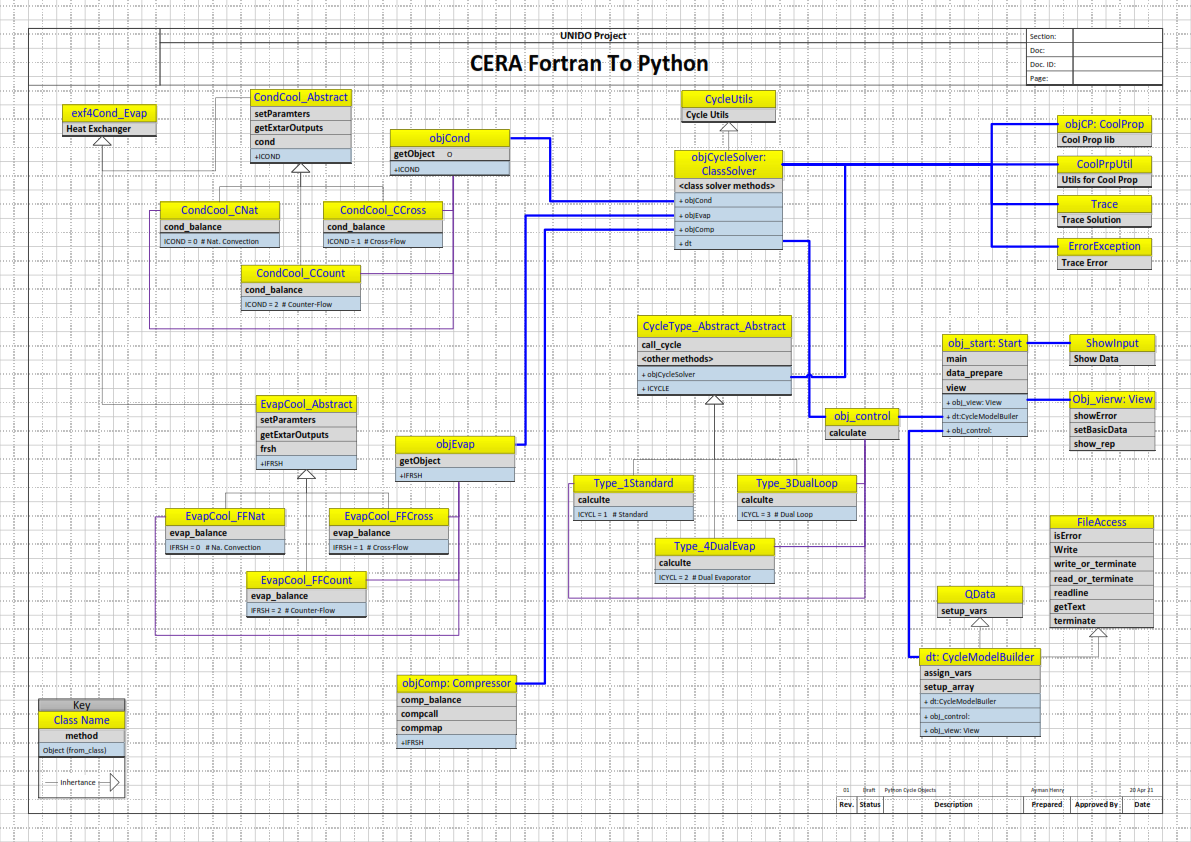 UNIDO Project
CERA Fortran To Python
Section:
Doc:
Doc. ID:
Page:
exf4Cond_Evap
Heat Exchanger
CondCool_Abstract
setParamters
getExtarOutputs
cond
+ICOND
objCond
getObject O
+ICOND
CondCool_CNat
cond_balance
ICOND = 0 # Nat. Convection
CondCool_CCross
cond_balance
ICOND = 1 # Cross-Flow
CondCool_CCount
cond_balance
ICOND = 2 # Counter-Flow
CycleUtils
Cycle Utils
objCycleSolver:
ClassSolver
<class solver methods>
+ objCond
+ objEvap
+ objComp
+ dt
objCP: CoolProp
Cool Prop lib
CoolPrpUtil
Utils for Cool Prop
Trace
Trace Solution
ErrorException
Trace Error
CycleType_Abstract_Abstract
call_cycle
<other methods>
+ objCycleSolver
+ ICYCLE
obj_start: Start
main
data_prepare
view
+ obj_view: View
+ dt:CycleModelBuiler
+ obj_control:
ShowInput
Show Data
Obj_vierw: View
showError
setBasicData
show_rep
obj_control
calculate
EvapCool_Abstract
setParamters
getExtarOutputs
frsh
+IFRSH
objEvap
getObject
+IFRSH
EvapCool_FFNat
evap_balance
IFRSH = 0 # Na. Convection
EvapCool_FFCross
evap_balance
IFRSH = 1 # Cross-Flow
EvapCool_FFCount
evap_balance
IFRSH = 2 # Counter-Flow
Type_1Standard
calculte
ICYCL = 1 # Standard
Type_3DualLoop
calculte
ICYCL = 3 # Dual Loop
Type_4DualEvap
calculte
ICYCL = 2 # Dual Evaporator
FileAccess
isError
Write
write_or_terminate
read_or_terminate
readline
getText
terminate
QData
setup_vars
dt: CycleModelBuilder
assign_vars
setup_array
+ dt:CycleModelBuiler
+ obj_control:
+ obj_view: View
objComp: Compressor
comp_balance
compcall
compmap
+IFRSH
Key
Class Name
method
Object (from_class)
Inhertance
01 Draft Python Cycle Objects Ayman Henry - 20 Apr 21
Rev. Status Description Prepared Approved By Date